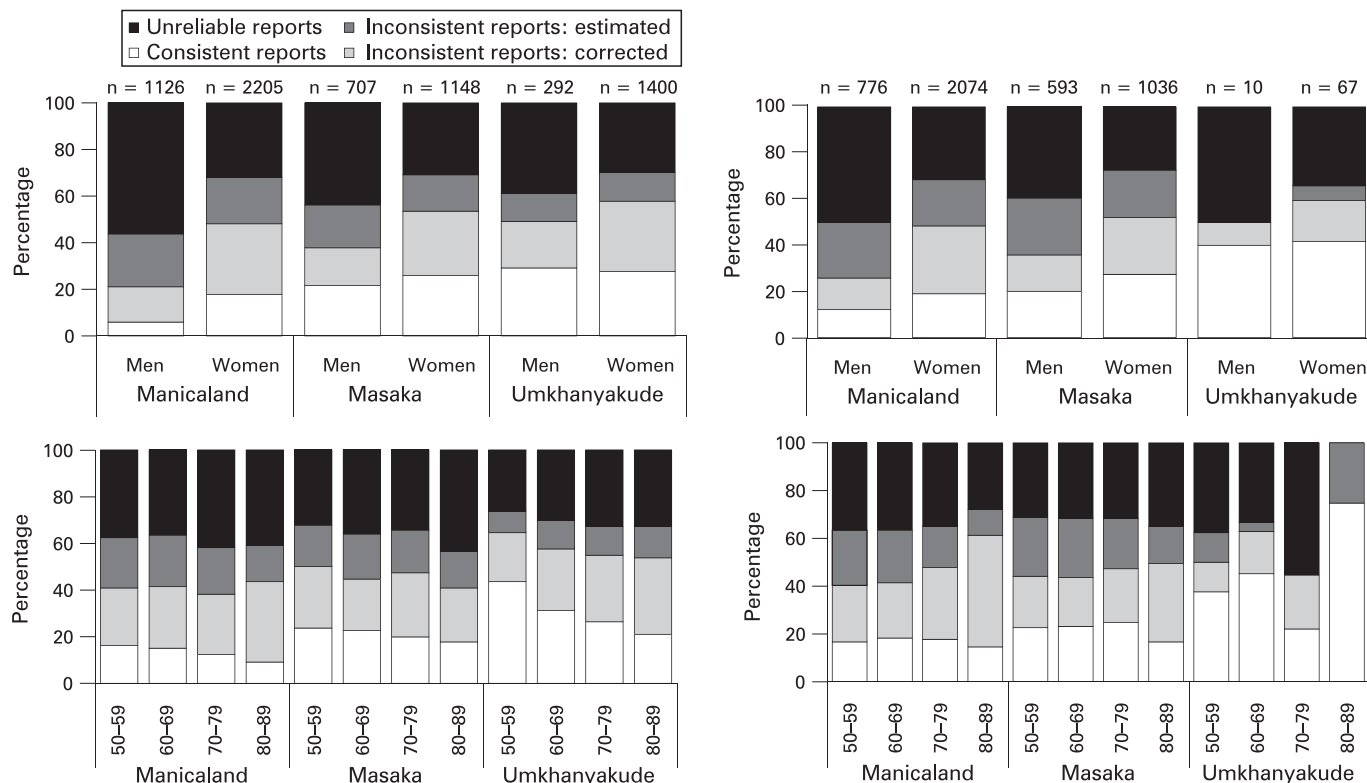 Unreliable reports Inconsistent reports: estimated
Consistent reports Inconsistent reports: corrected
n = 1126 n = 2205 n = 707 n = 1148 n = 292 n = 1400
100
80
60
40
20
0
Percentage
Men Women Men Women Men Women
Manicaland Masaka Umkhanyakude
n = 776 n = 2074 n = 593 n = 1036 n = 10 n = 67
100
80
60
40
20
0
Percentage
Men Women Men Women Men Women
Manicaland Masaka Umkhanyakude
100
80
60
40
20
0
Percentage
50–59 60–69 70–79 80–89 50–59 60–69 70–79 80–89 50–59 60–69 70–79 80–89
Manicaland Masaka Umkhanyakude
100
80
60
40
20
0
Percentage
50–59 60–69 70–79 80–89 50–59 60–69 70–79 80–89 50–59 60–69 70–79 80–89
Manicaland Masaka Umkhanyakude